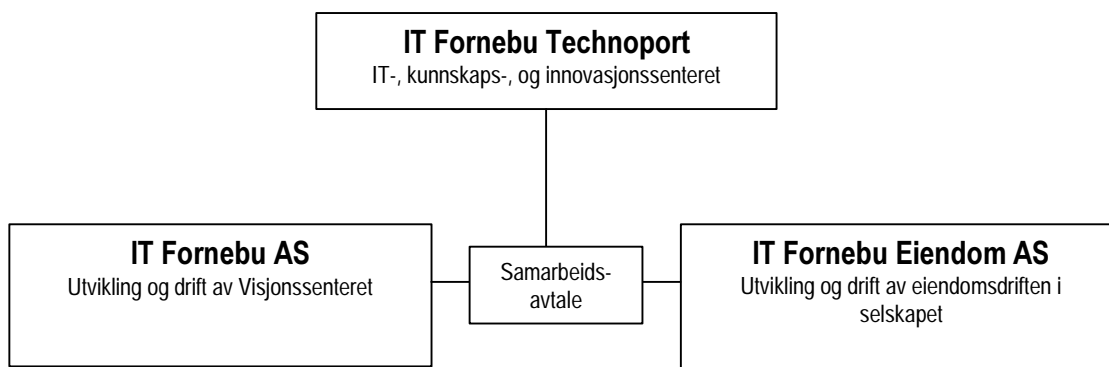 IT Fornebu Technoport
IT-, kunnskaps-, og innovasjonssenteret
IT Fornebu AS
Utvikling og drift av Visjonssenteret
Samarbeids-
avtale
IT Fornebu Eiendom AS
Utvikling og drift av eiendomsdriften i
selskapet